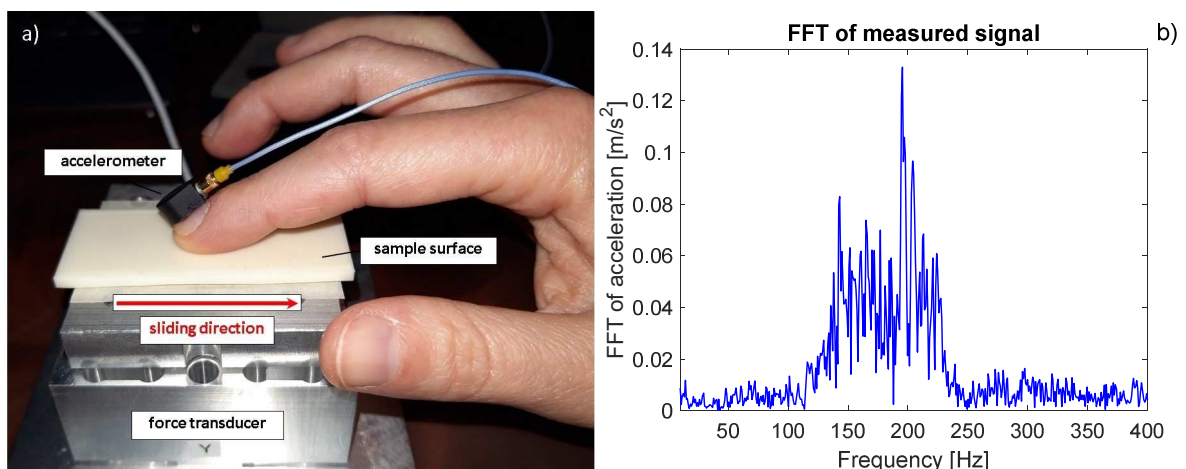 a)
accelerometer
sample surface
sliding direction
force transducer
Y
FFT of measured signal
b)
FFT of acceleration [m/s²]
0.14
0.12
0.1
0.08
0.06
0.04
0.02
0
50
100
150
200
250
300
350
400
Frequency [Hz]